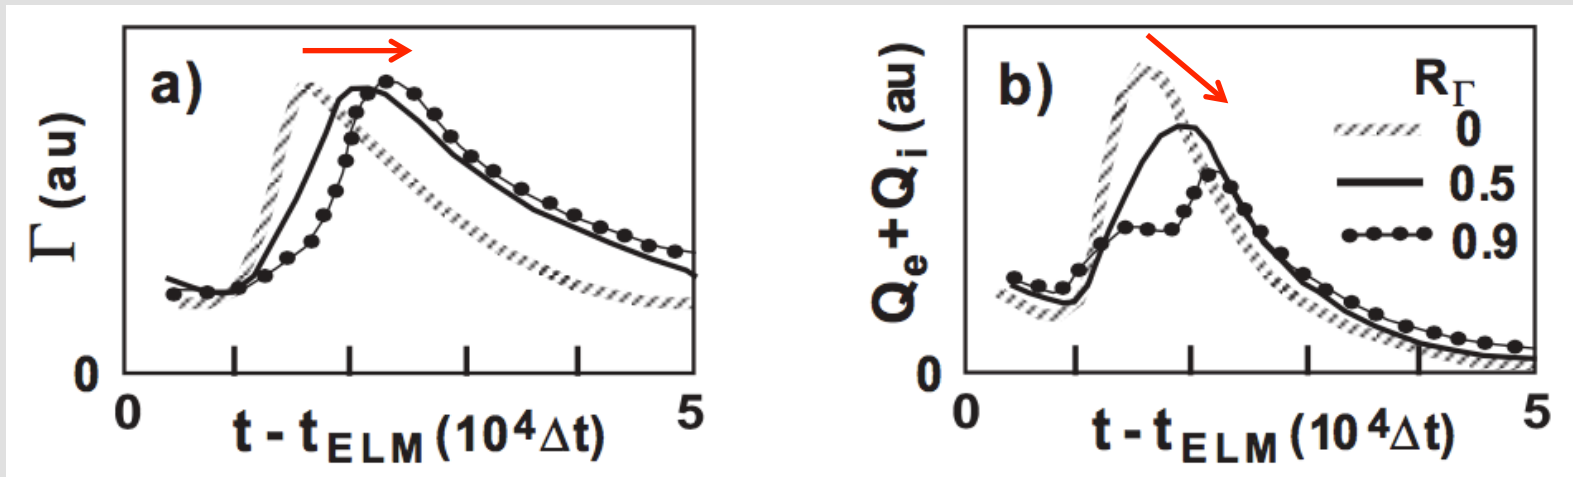 a)
Γ (au)
0
0
5
t - tELM (10⁴Δt)
b)
Qe + Qi (au)
RΓ
0
0.5
0.9
0
0
5
t - tELM (10⁴Δt)